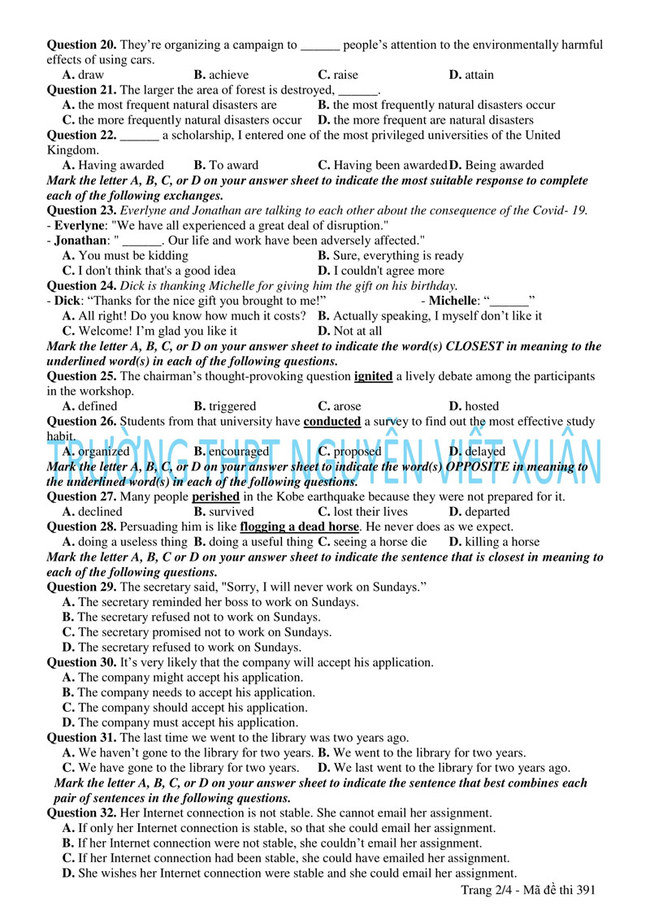 Question 20. They're organizing a campaign to ______ people's attention to the environmentally harmful
effects of using cars.
A. draw B. achieve C. raise D. attain
Question 21. The larger the area of forest is destroyed, ______.
A. the most frequent natural disasters are B. the most frequently natural disasters occur
C. the more frequently natural disasters occur D. the more frequent are natural disasters
Question 22. ______ a scholarship, I entered one of the most privileged universities of the United
Kingdom.
A. Having awarded B. To award C. Having been awarded D. Being awarded
Mark the letter A, B, C, or D on your answer sheet to indicate the most suitable response to complete
each of the following exchanges.
Question 23. Everlyne and Jonathan are talking to each other about the consequence of the Covid- 19.
- Everlyne: "We have all experienced a great deal of disruption."
- Jonathan: " ______. Our life and work have been adversely affected."
A. You must be kidding B. Sure, everything is ready
C. I don't think that's a good idea D. I couldn't agree more
Question 24. Dick is thanking Michelle for giving him the gift on his birthday.
- Dick: “Thanks for the nice gift you brought to me!” - Michelle: “______”
A. All right! Do you know how much it costs? B. Actually speaking, I myself don’t like it
C. Welcome! I’m glad you like it D. Not at all
Mark the letter A, B, C, or D on your answer sheet to indicate the word(s) CLOSEST in meaning to the
underlined word(s) in each of the following questions.
Question 25. The chairman’s thought-provoking question ignited a lively debate among the participants
in the workshop.
A. defined B. triggered C. arose D. hosted
Question 26. Students from that university have conducted a survey to find out the most effective study
habit.
A. organized B. encouraged C. proposed D. delayed
TRƯỜNG THPT NGUYỄN VIẾT XUÂN
Mark the letter A, B, C, or D on your answer sheet to indicate the word(s) OPPOSITE in meaning to
the underlined word(s) in each of the following questions.
Question 27. Many people perished in the Kobe earthquake because they were not prepared for it.
A. declined B. survived C. lost their lives D. departed
Question 28. Persuading him is like flogging a dead horse. He never does as we expect.
A. doing a useless thing B. doing a useful thing C. seeing a horse die D. killing a horse
Mark the letter A, B, C or D on your answer sheet to indicate the sentence that is closest in meaning to
each of the following questions.
Question 29. The secretary said, "Sorry, I will never work on Sundays.”
A. The secretary reminded her boss to work on Sundays.
B. The secretary refused not to work on Sundays.
C. The secretary promised not to work on Sundays.
D. The secretary refused to work on Sundays.
Question 30. It’s very likely that the company will accept his application.
A. The company might accept his application.
B. The company needs to accept his application.
C. The company should accept his application.
D. The company must accept his application.
Question 31. The last time we went to the library was two years ago.
A. We haven’t gone to the library for two years. B. We went to the library for two years.
C. We have gone to the library for two years. D. We last went to the library for two years ago.
Mark the letter A, B, C, or D on your answer sheet to indicate the sentence that best combines each
pair of sentences in the following questions.
Question 32. Her Internet connection is not stable. She cannot email her assignment.
A. If only her Internet connection is stable, so that she could email her assignment.
B. If her Internet connection were not stable, she couldn’t email her assignment.
C. If her Internet connection had been stable, she could have emailed her assignment.
D. She wishes her Internet connection were stable and she could email her assignment.
Trang 2/4 - Mã đề thi 391